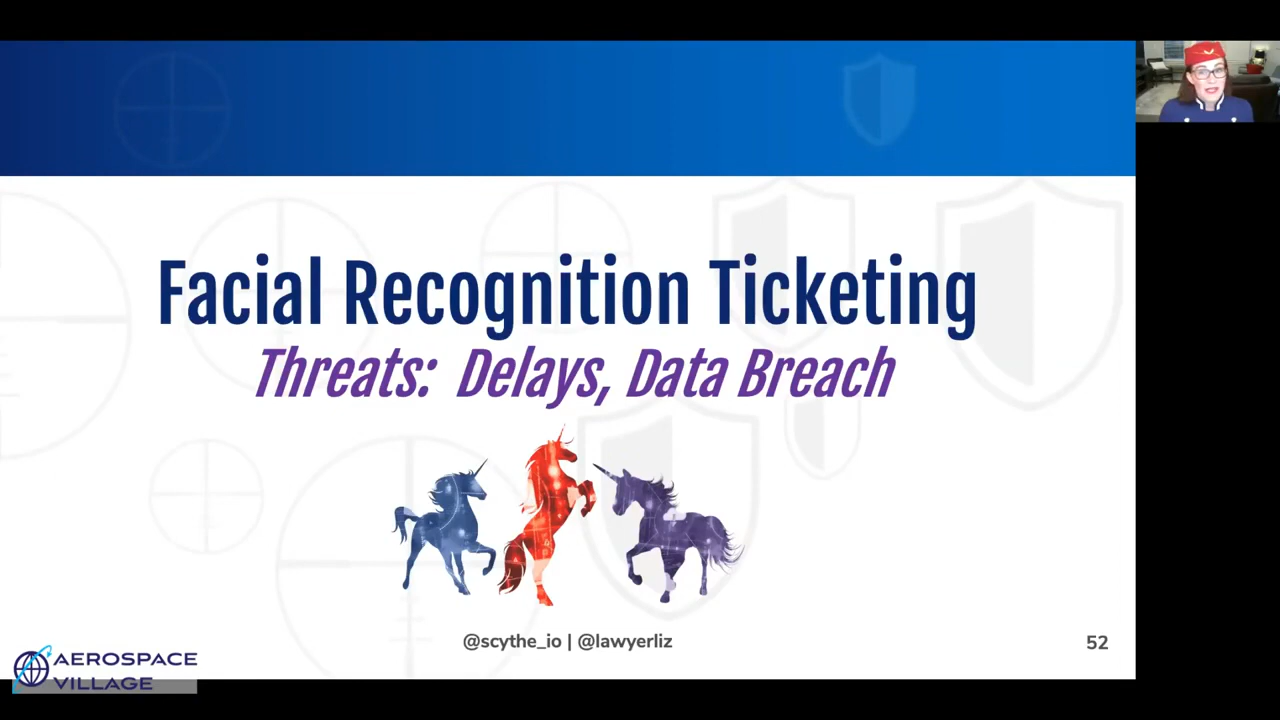 Facial Recognition Ticketing
Threats: Delays, Data Breach
@scythe_io | @lawyerliz
52
AEROSPACE
VILLAGE